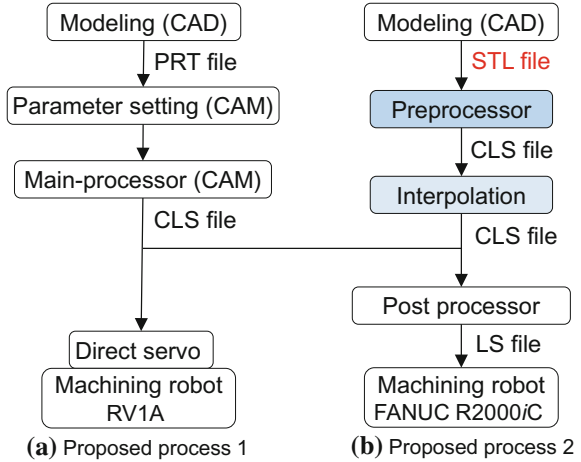 Modeling (CAD)
PRT file
Parameter setting (CAM)
Main-processor (CAM)
CLS file
Direct servo
Machining robot
RV1A
(a) Proposed process 1
Modeling (CAD)
STL file
Preprocessor
CLS file
Interpolation
CLS file
Post processor
LS file
Machining robot
FANUC R2000iC
(b) Proposed process 2